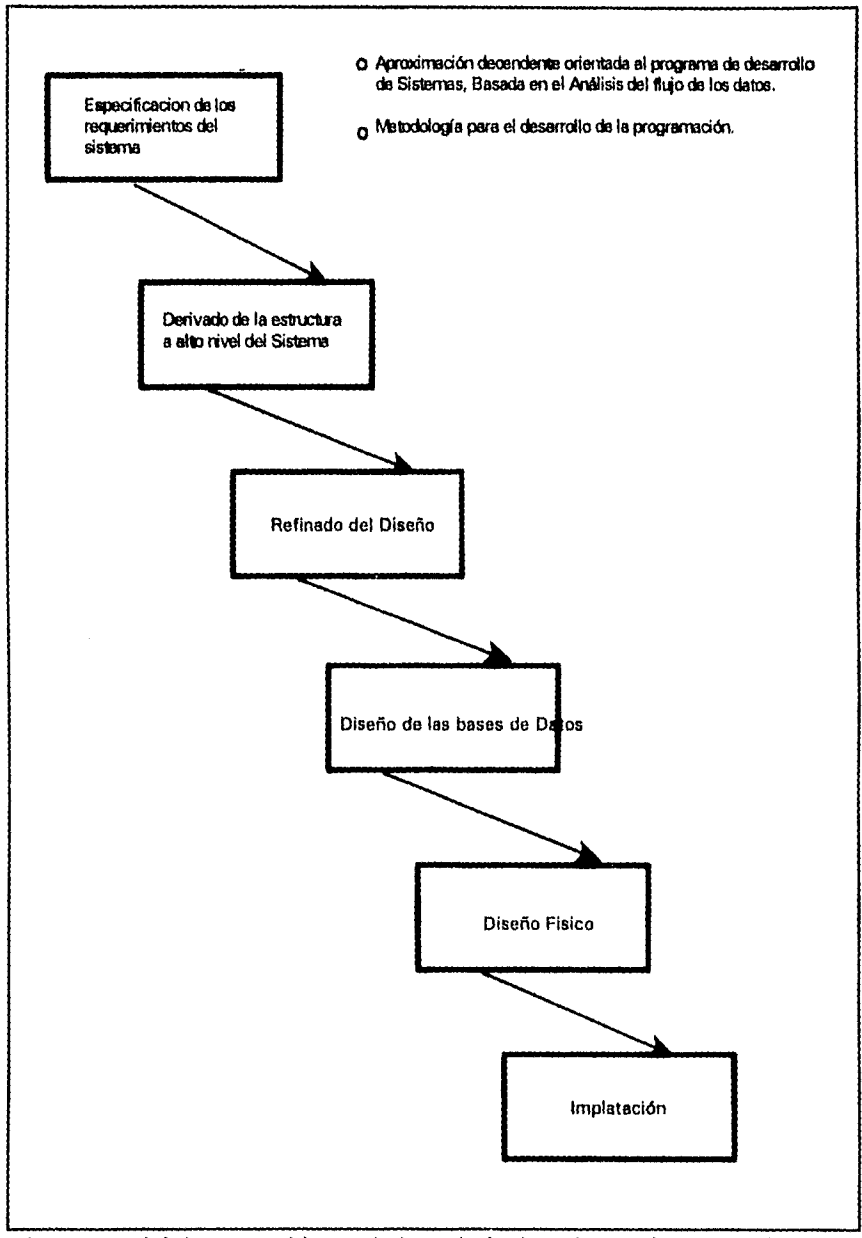 o Aproximación decendente orientada al programa de desarrollo
de Sistemas, Basada en el Análisis del flujo de los datos.
o Metodología para el desarrollo de la programación.
Especificacion de los
requerimientos del
sistema
Derivado de la estructura
a alto nivel del Sistema
Refinado del Diseño
Diseño de las bases de Datos
Diseño Fisico
Implatación